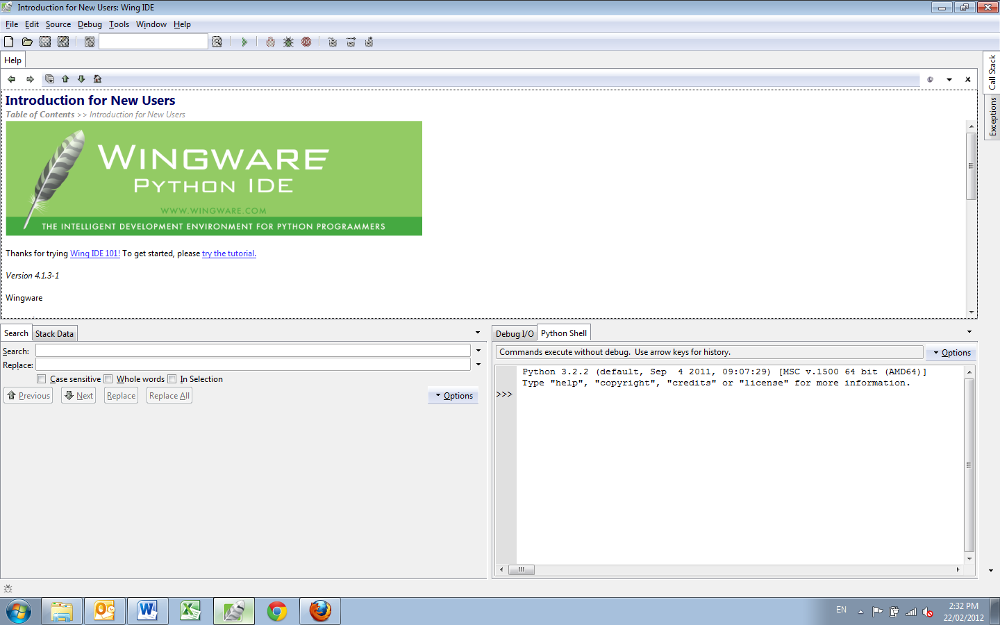 Introduction for New Users: Wing IDE
File Edit Source Debug Tools Window Help
Help
Introduction for New Users
Table of Contents >> Introduction for New Users
WINGWARE
PYTHON IDE
WWW.WINGWARE.COM
THE INTELLIGENT DEVELOPMENT ENVIRONMENT FOR PYTHON PROGRAMMERS
Thanks for trying Wing IDE 101! To get started, please try the tutorial.
Version 4.1.3-1
Wingware
Call Stack
Exceptions
Search Stack Data
Search:
Replace:
Case sensitive Whole words In Selection
Previous Next Replace Replace All Options
Debug I/O Python Shell
Commands execute without debug. Use arrow keys for history. Options
Python 3.2.2 (default, Sep  4 2011, 09:07:29) [MSC v.1500 64 bit (AMD64)]
Type "help", "copyright", "credits" or "license" for more information.
>>>
EN
2:32 PM
22/02/2012